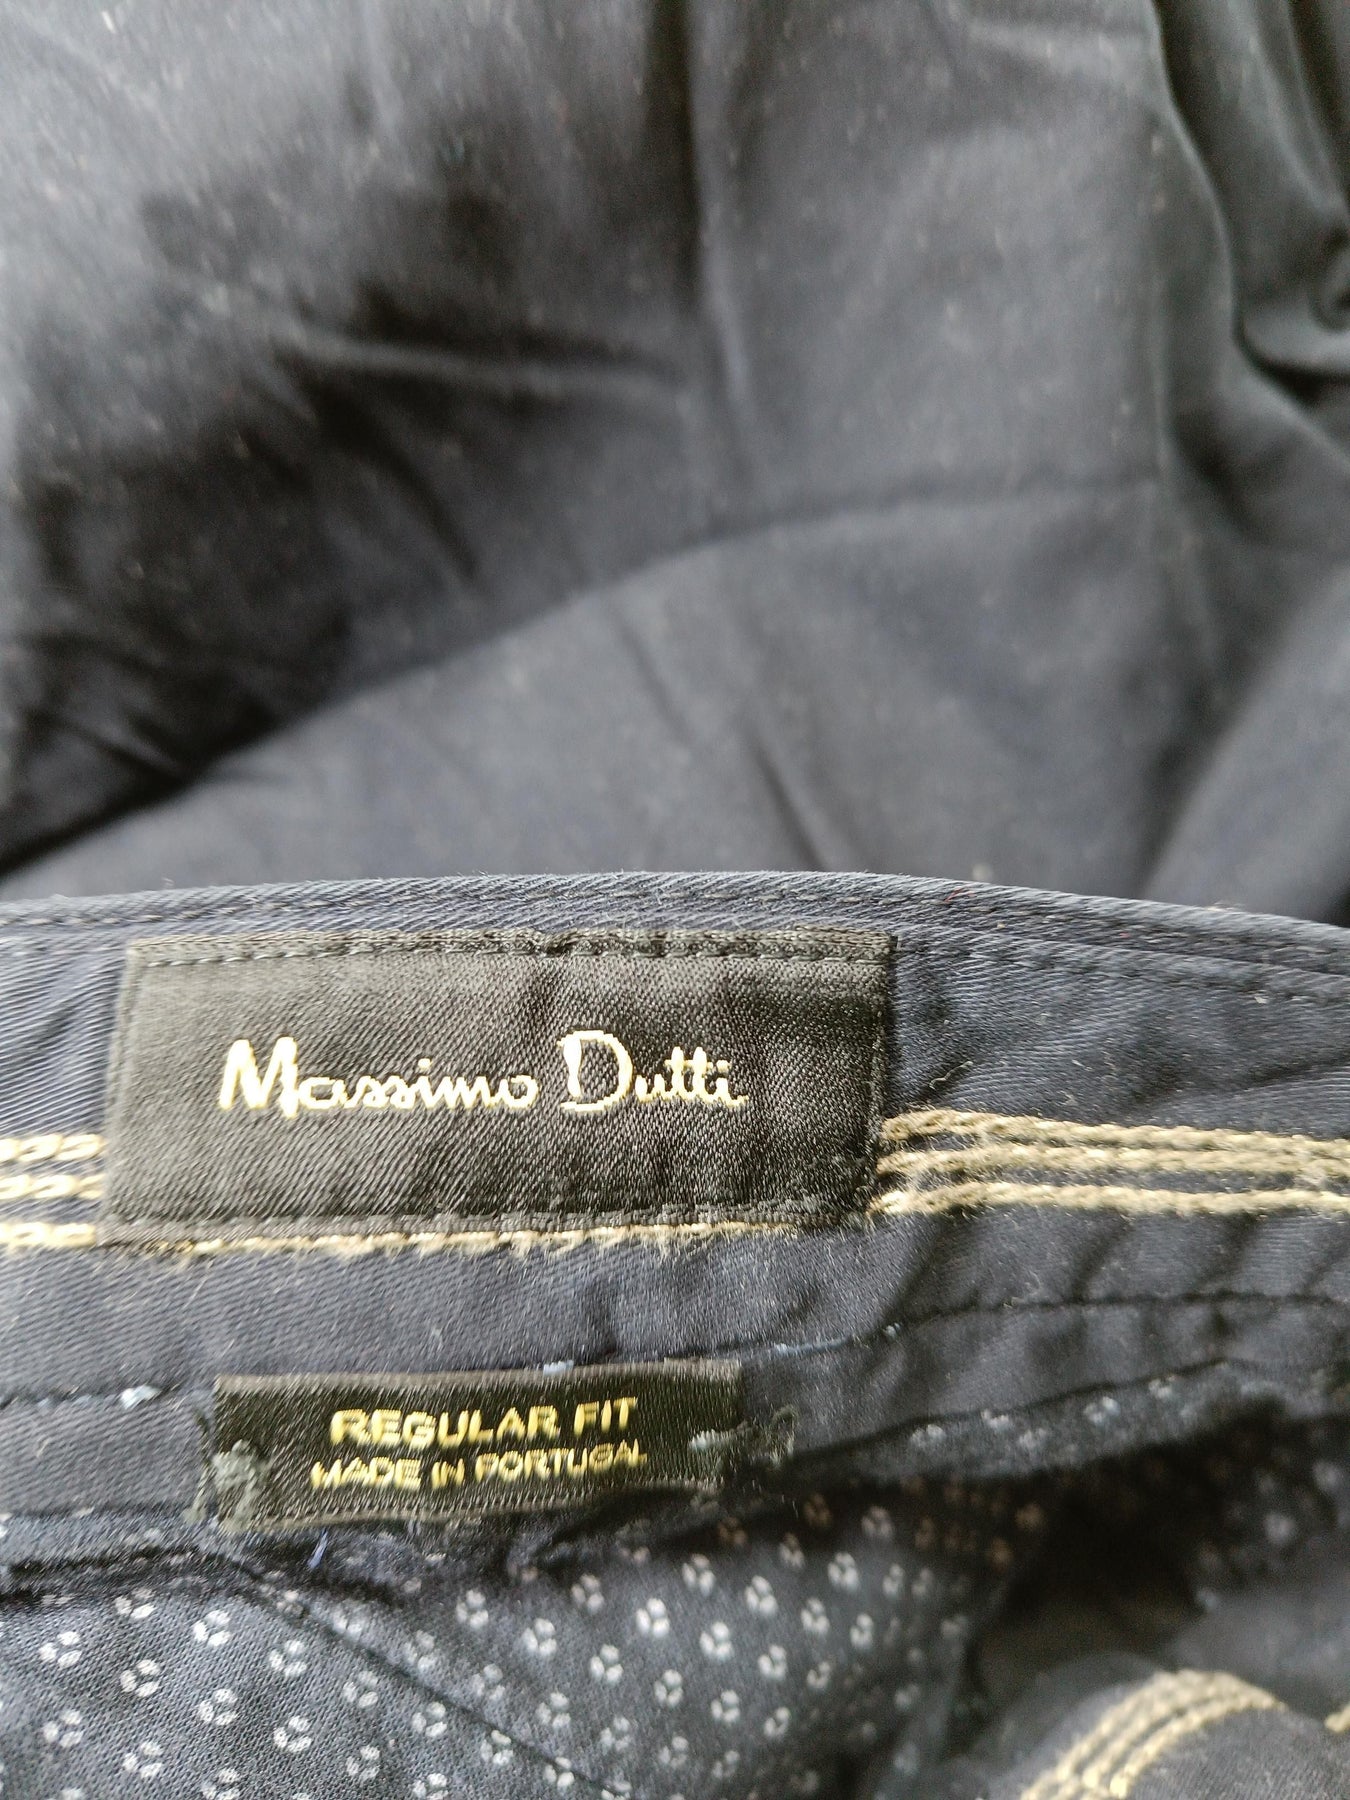 Massimo Dutti
REGULAR FIT
MADE IN PORTUGAL